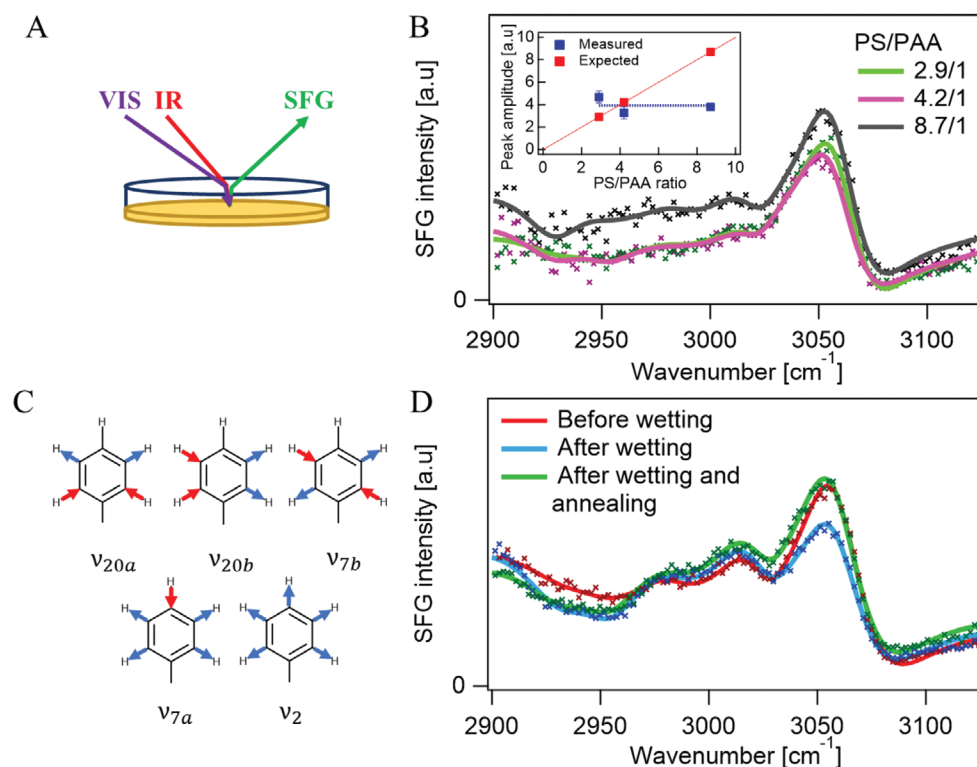 A
VIS IR SFG
B
SFG intensity [a.u]
0
2900 2950 3000 3050 3100
Wavenumber [cm⁻¹]
PS/PAA
2.9/1
4.2/1
8.7/1
Peak amplitude [a.u]
10
8
6
4
2
0
0 2 4 6 8 10
PS/PAA ratio
Measured
Expected
C
H
H H
H H
ν20a
H
H H
H H
ν20b
H
H H
H H
ν7b
H
H H
H H
ν7a
H
H H
H H
ν2
D
SFG intensity [a.u]
0
2900 2950 3000 3050 3100
Wavenumber [cm⁻¹]
Before wetting
After wetting
After wetting and
annealing